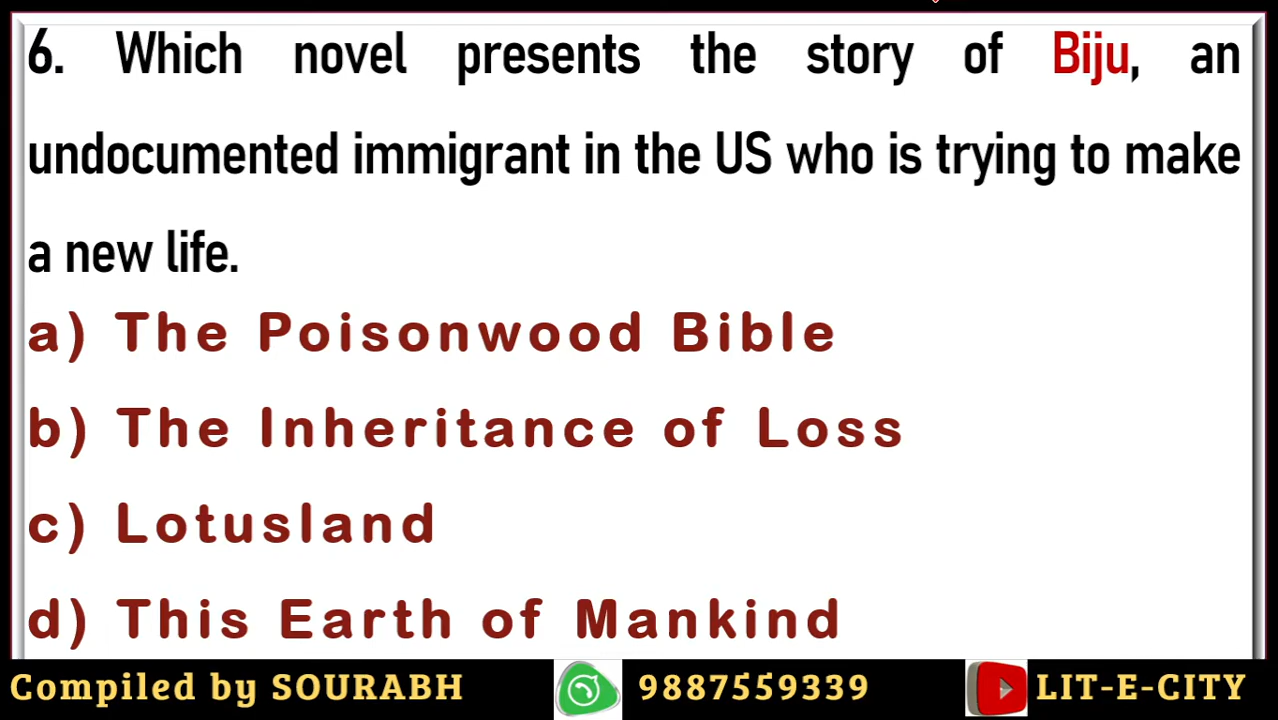 6. Which novel presents the story of Biju, an
undocumented immigrant in the US who is trying to make
a new life.
a) The Poisonwood Bible
b) The Inheritance of Loss
c) Lotusland
d) This Earth of Mankind
Compiled by SOURABH 9887559339 LIT-E-CITY